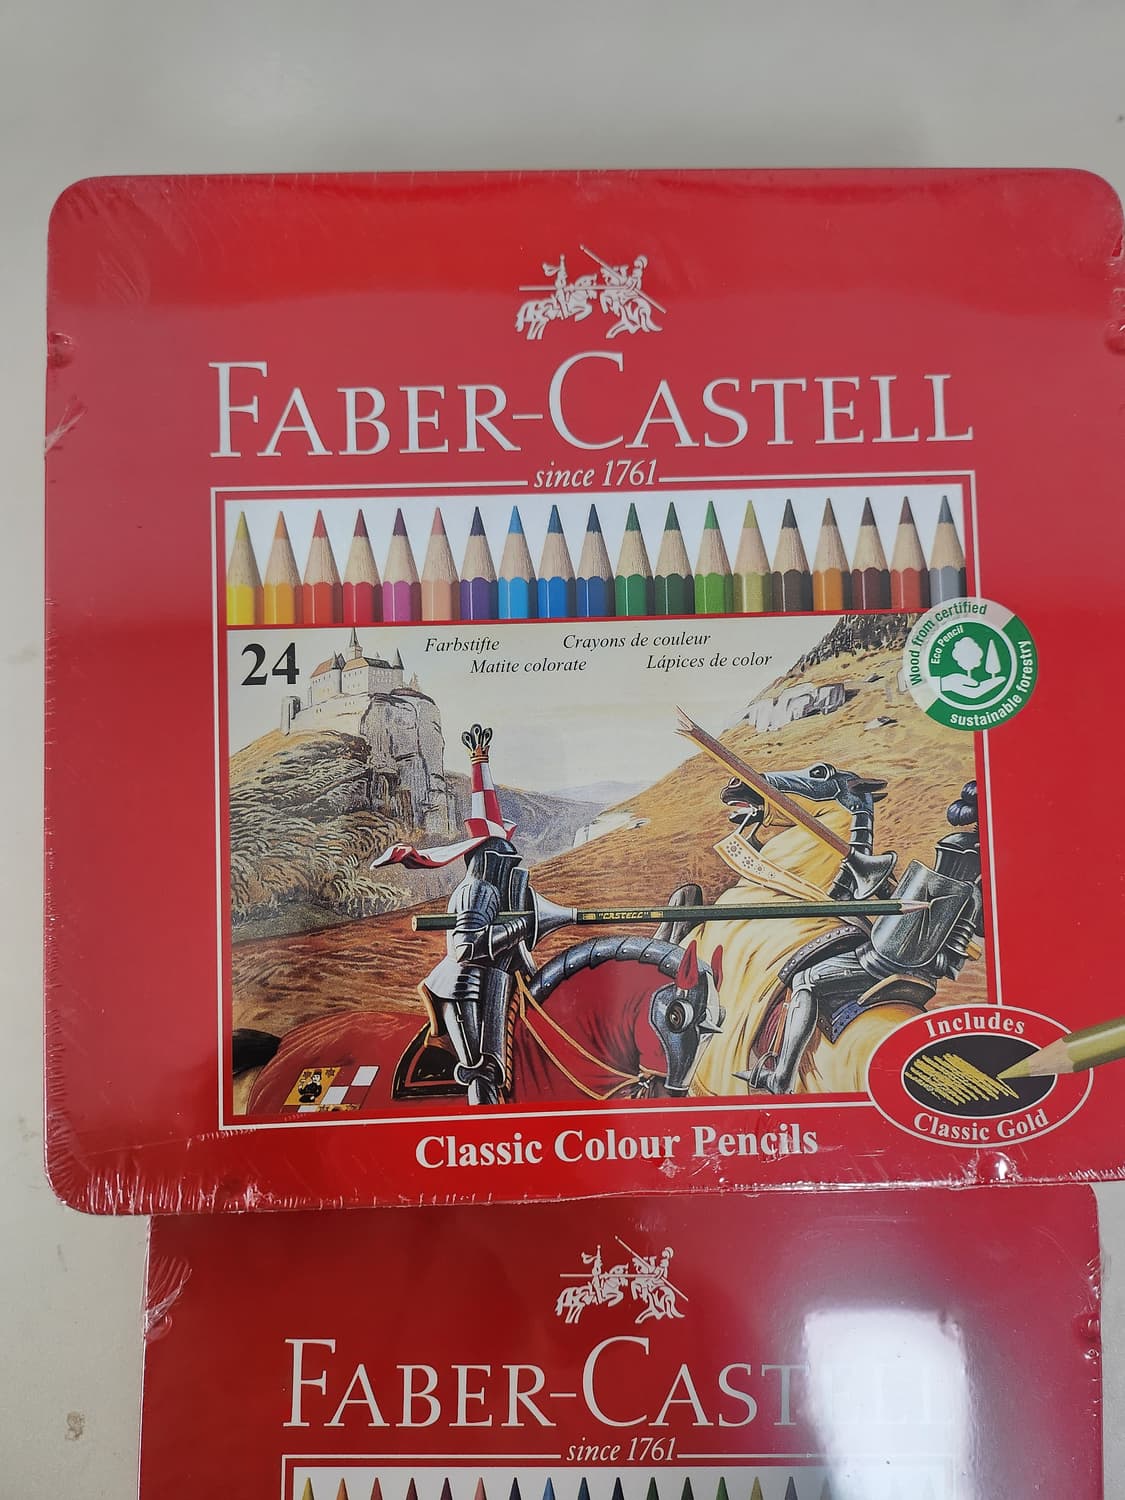 FABER-CASTELL
since 1761
24
Farbstifte Crayons de couleur
Matite colorate Lápices de color
Wood from certified
Eco Pencil
sustainable forestry
"CASTELL"
Includes
Classic Gold
Classic Colour Pencils
FABER-CASTELL
since 1761